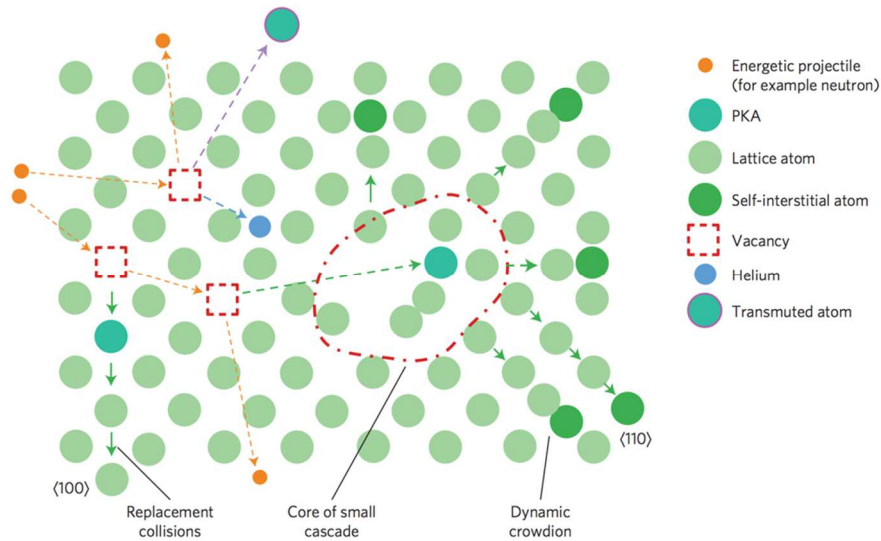 Energetic projectile
(for example neutron)
PKA
Lattice atom
Self-interstitial atom
Vacancy
Helium
Transmuted atom
⟨100⟩
⟨110⟩
Replacement
collisions
Core of small
cascade
Dynamic
crowdion